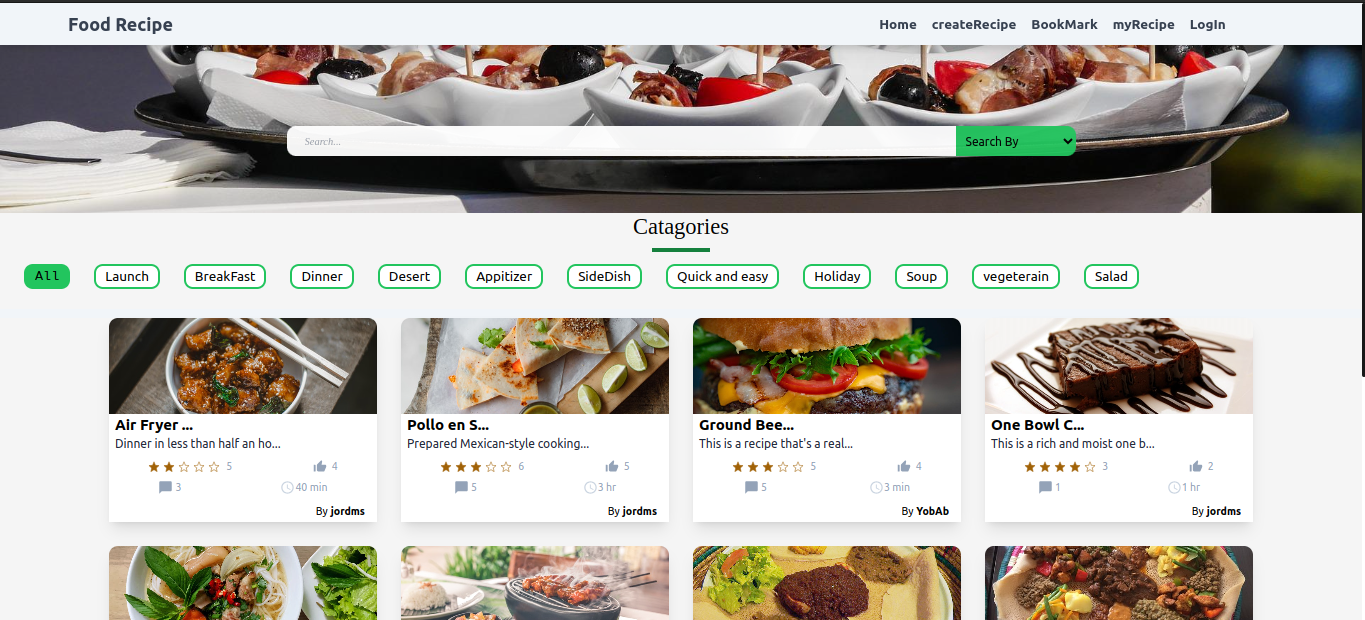 Food Recipe Home createRecipe BookMark myRecipe LogIn
Search... Search By
Catagories
All Launch BreakFast Dinner Desert Appitizer SideDish Quick and easy Holiday Soup vegeterain Salad
Air Fryer ... Pollo en S... Ground Bee... One Bowl C...
Dinner in less than half an ho... Prepared Mexican-style cooking... This is a recipe that's a real... This is a rich and moist one b...
5 4 6 5 5 4 3 2
3 40 min 5 3 hr 5 3 min 1 1 hr
By jordms By jordms By YobAb By jordms